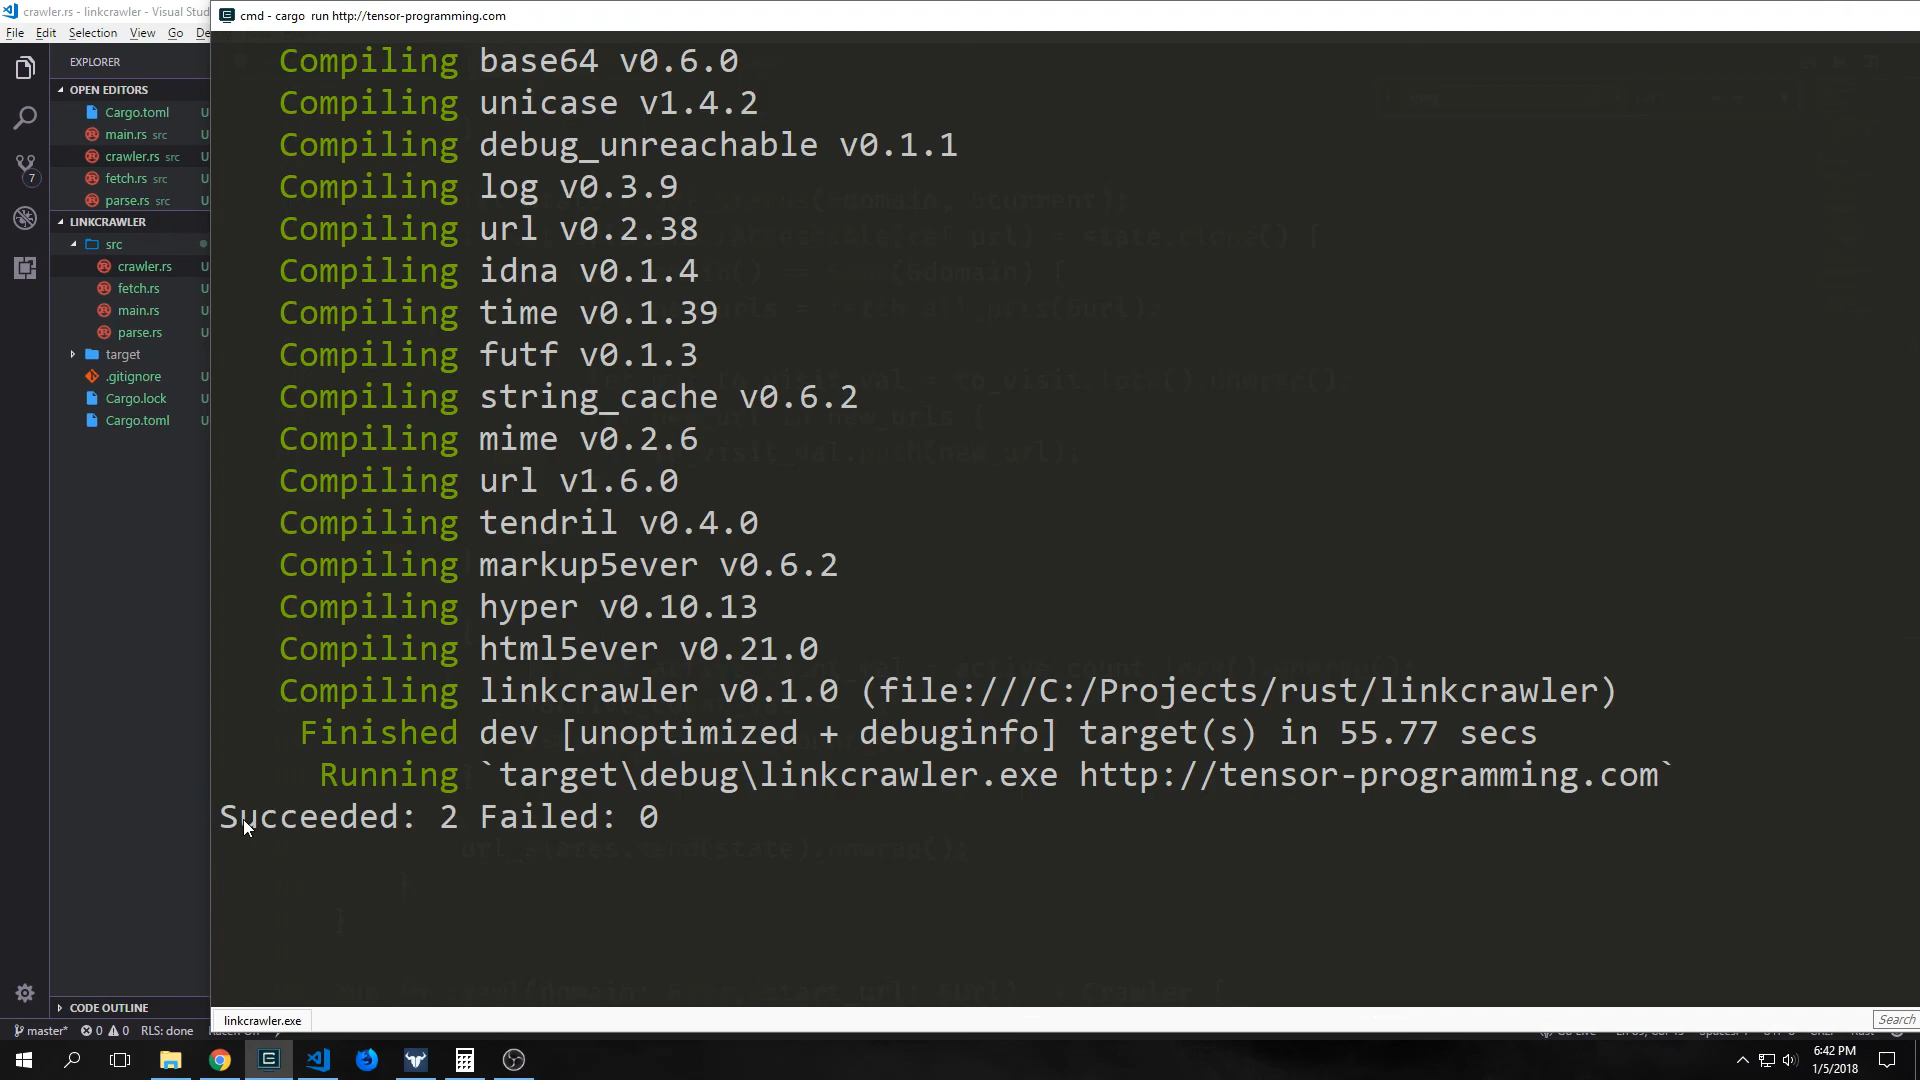 crawler.rs - linkcrawler - Visual Stud
cmd - cargo  run http://tensor-programming.com
File Edit Selection View Go De
EXPLORER
OPEN EDITORS
Cargo.toml U
main.rs src U
crawler.rs src U
fetch.rs src U
parse.rs src U
LINKCRAWLER
src
crawler.rs U
fetch.rs U
main.rs U
parse.rs U
target
.gitignore U
Cargo.lock U
Cargo.toml U
7
CODE OUTLINE
Compiling base64 v0.6.0
Compiling unicase v1.4.2
Compiling debug_unreachable v0.1.1
Compiling log v0.3.9
Compiling url v0.2.38
Compiling idna v0.1.4
Compiling time v0.1.39
Compiling futf v0.1.3
Compiling string_cache v0.6.2
Compiling mime v0.2.6
Compiling url v1.6.0
Compiling tendril v0.4.0
Compiling markup5ever v0.6.2
Compiling hyper v0.10.13
Compiling html5ever v0.21.0
Compiling linkcrawler v0.1.0 (file:///C:/Projects/rust/linkcrawler)
Finished dev [unoptimized + debuginfo] target(s) in 55.77 secs
Running `target\debug\linkcrawler.exe http://tensor-programming.com`
Succeeded: 2 Failed: 0
linkcrawler.exe
Search
master* 0 0 RLS: done
6:42 PM
1/5/2018